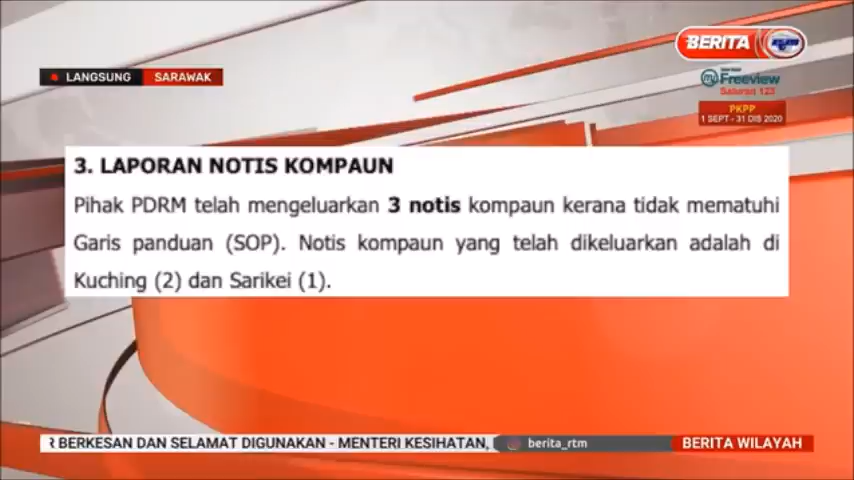 BERITA
LANGSUNG SARAWAK
Freeview
Saluran 123
PKPP
1 SEPT - 31 DIS 2020
3. LAPORAN NOTIS KOMPAUN
Pihak PDRM telah mengeluarkan 3 notis kompaun kerana tidak mematuhi
Garis panduan (SOP). Notis kompaun yang telah dikeluarkan adalah di
Kuching (2) dan Sarikei (1).
R BERKESAN DAN SELAMAT DIGUNAKAN - MENTERI KESIHATAN, berita_rtm BERITA WILAYAH